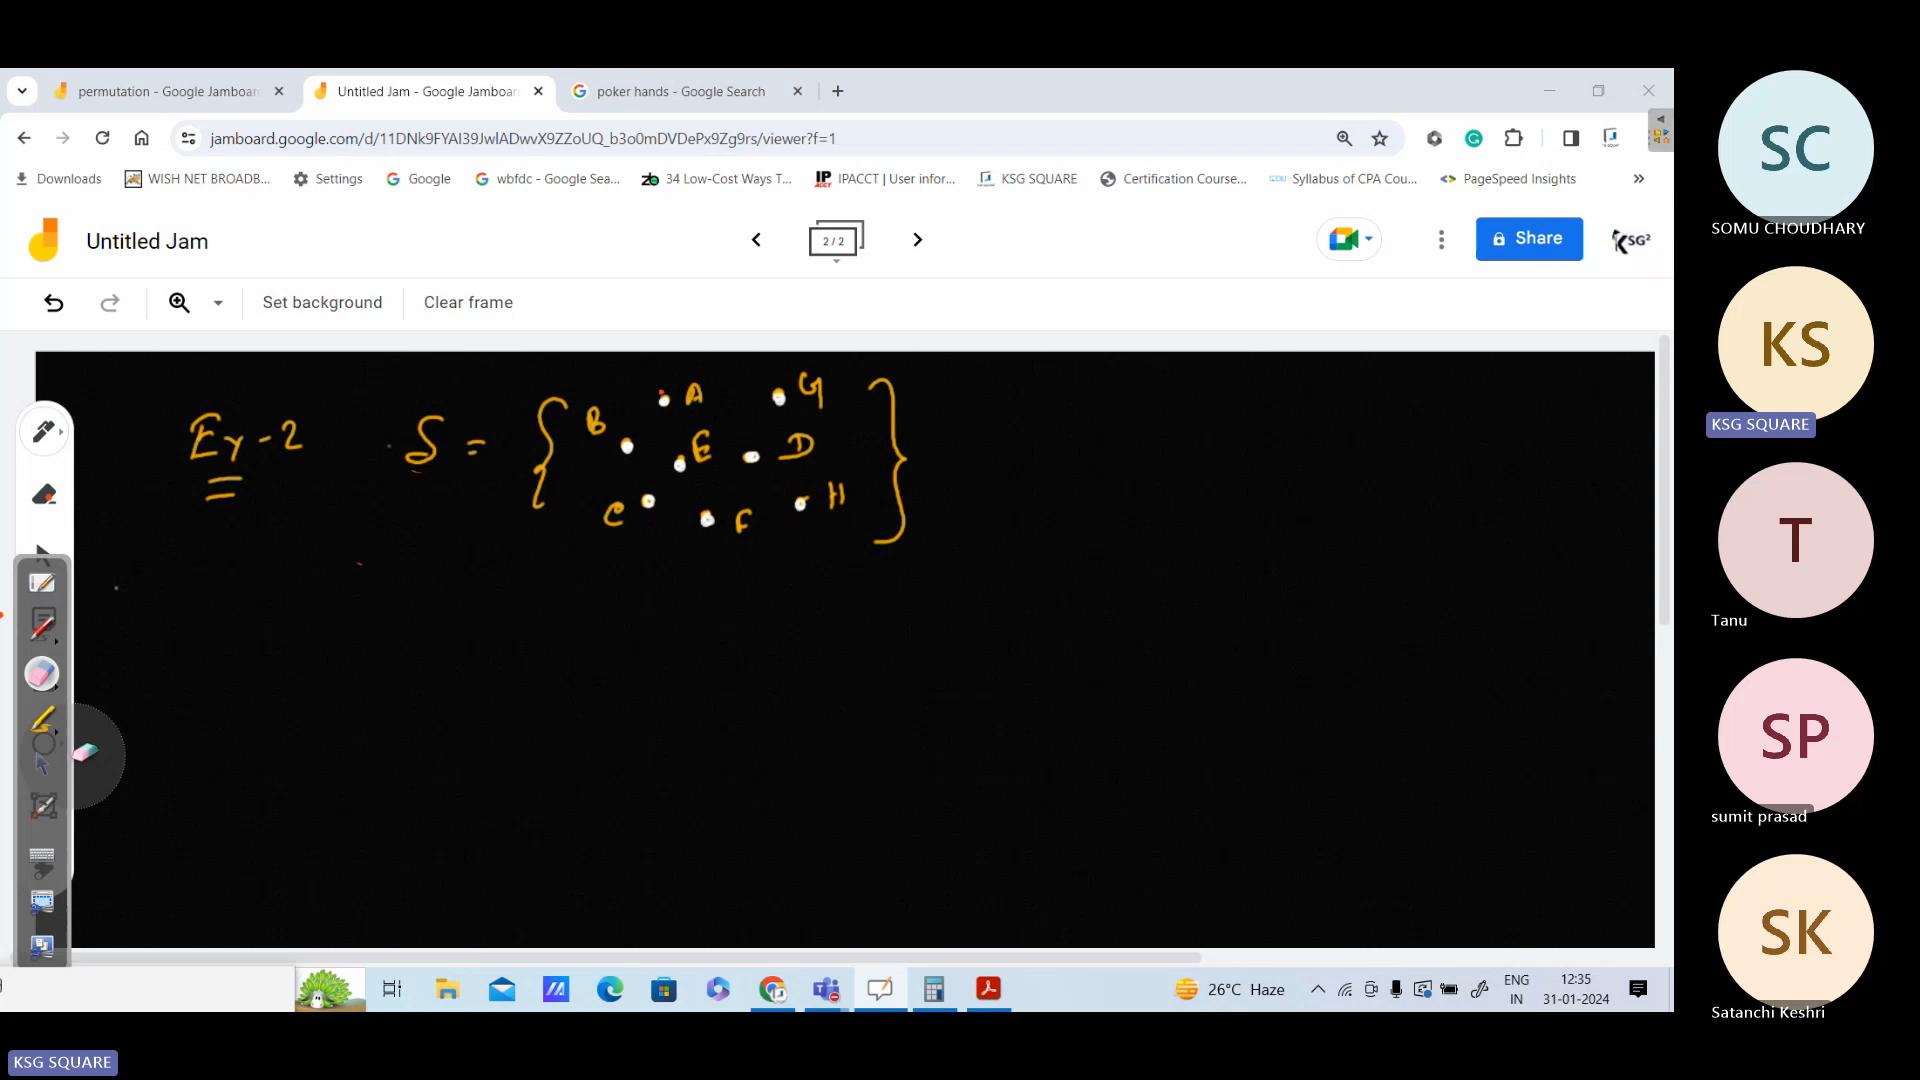 permutation - Google Jamboar
Untitled Jam - Google Jamboar
poker hands - Google Search
jamboard.google.com/d/11DNk9FYAI39JwlADwvX9ZZoUQ_b3o0mDVDePx9Zg9rs/viewer?f=1
Downloads
WISH NET BROADB...
Settings
Google
wbfdc - Google Sea...
34 Low-Cost Ways T...
IPACCT | User infor...
KSG SQUARE
Certification Course...
Syllabus of CPA Cou...
PageSpeed Insights
»
Untitled Jam
2 / 2
Share
KSG²
Set background
Clear frame
Ex-2 S = { A G B E D C F H }
26°C Haze
ENG
IN
12:35
31-01-2024
SC
SOMU CHOUDHARY
KS
KSG SQUARE
T
Tanu
SP
sumit prasad
SK
Satanchi Keshri
KSG SQUARE